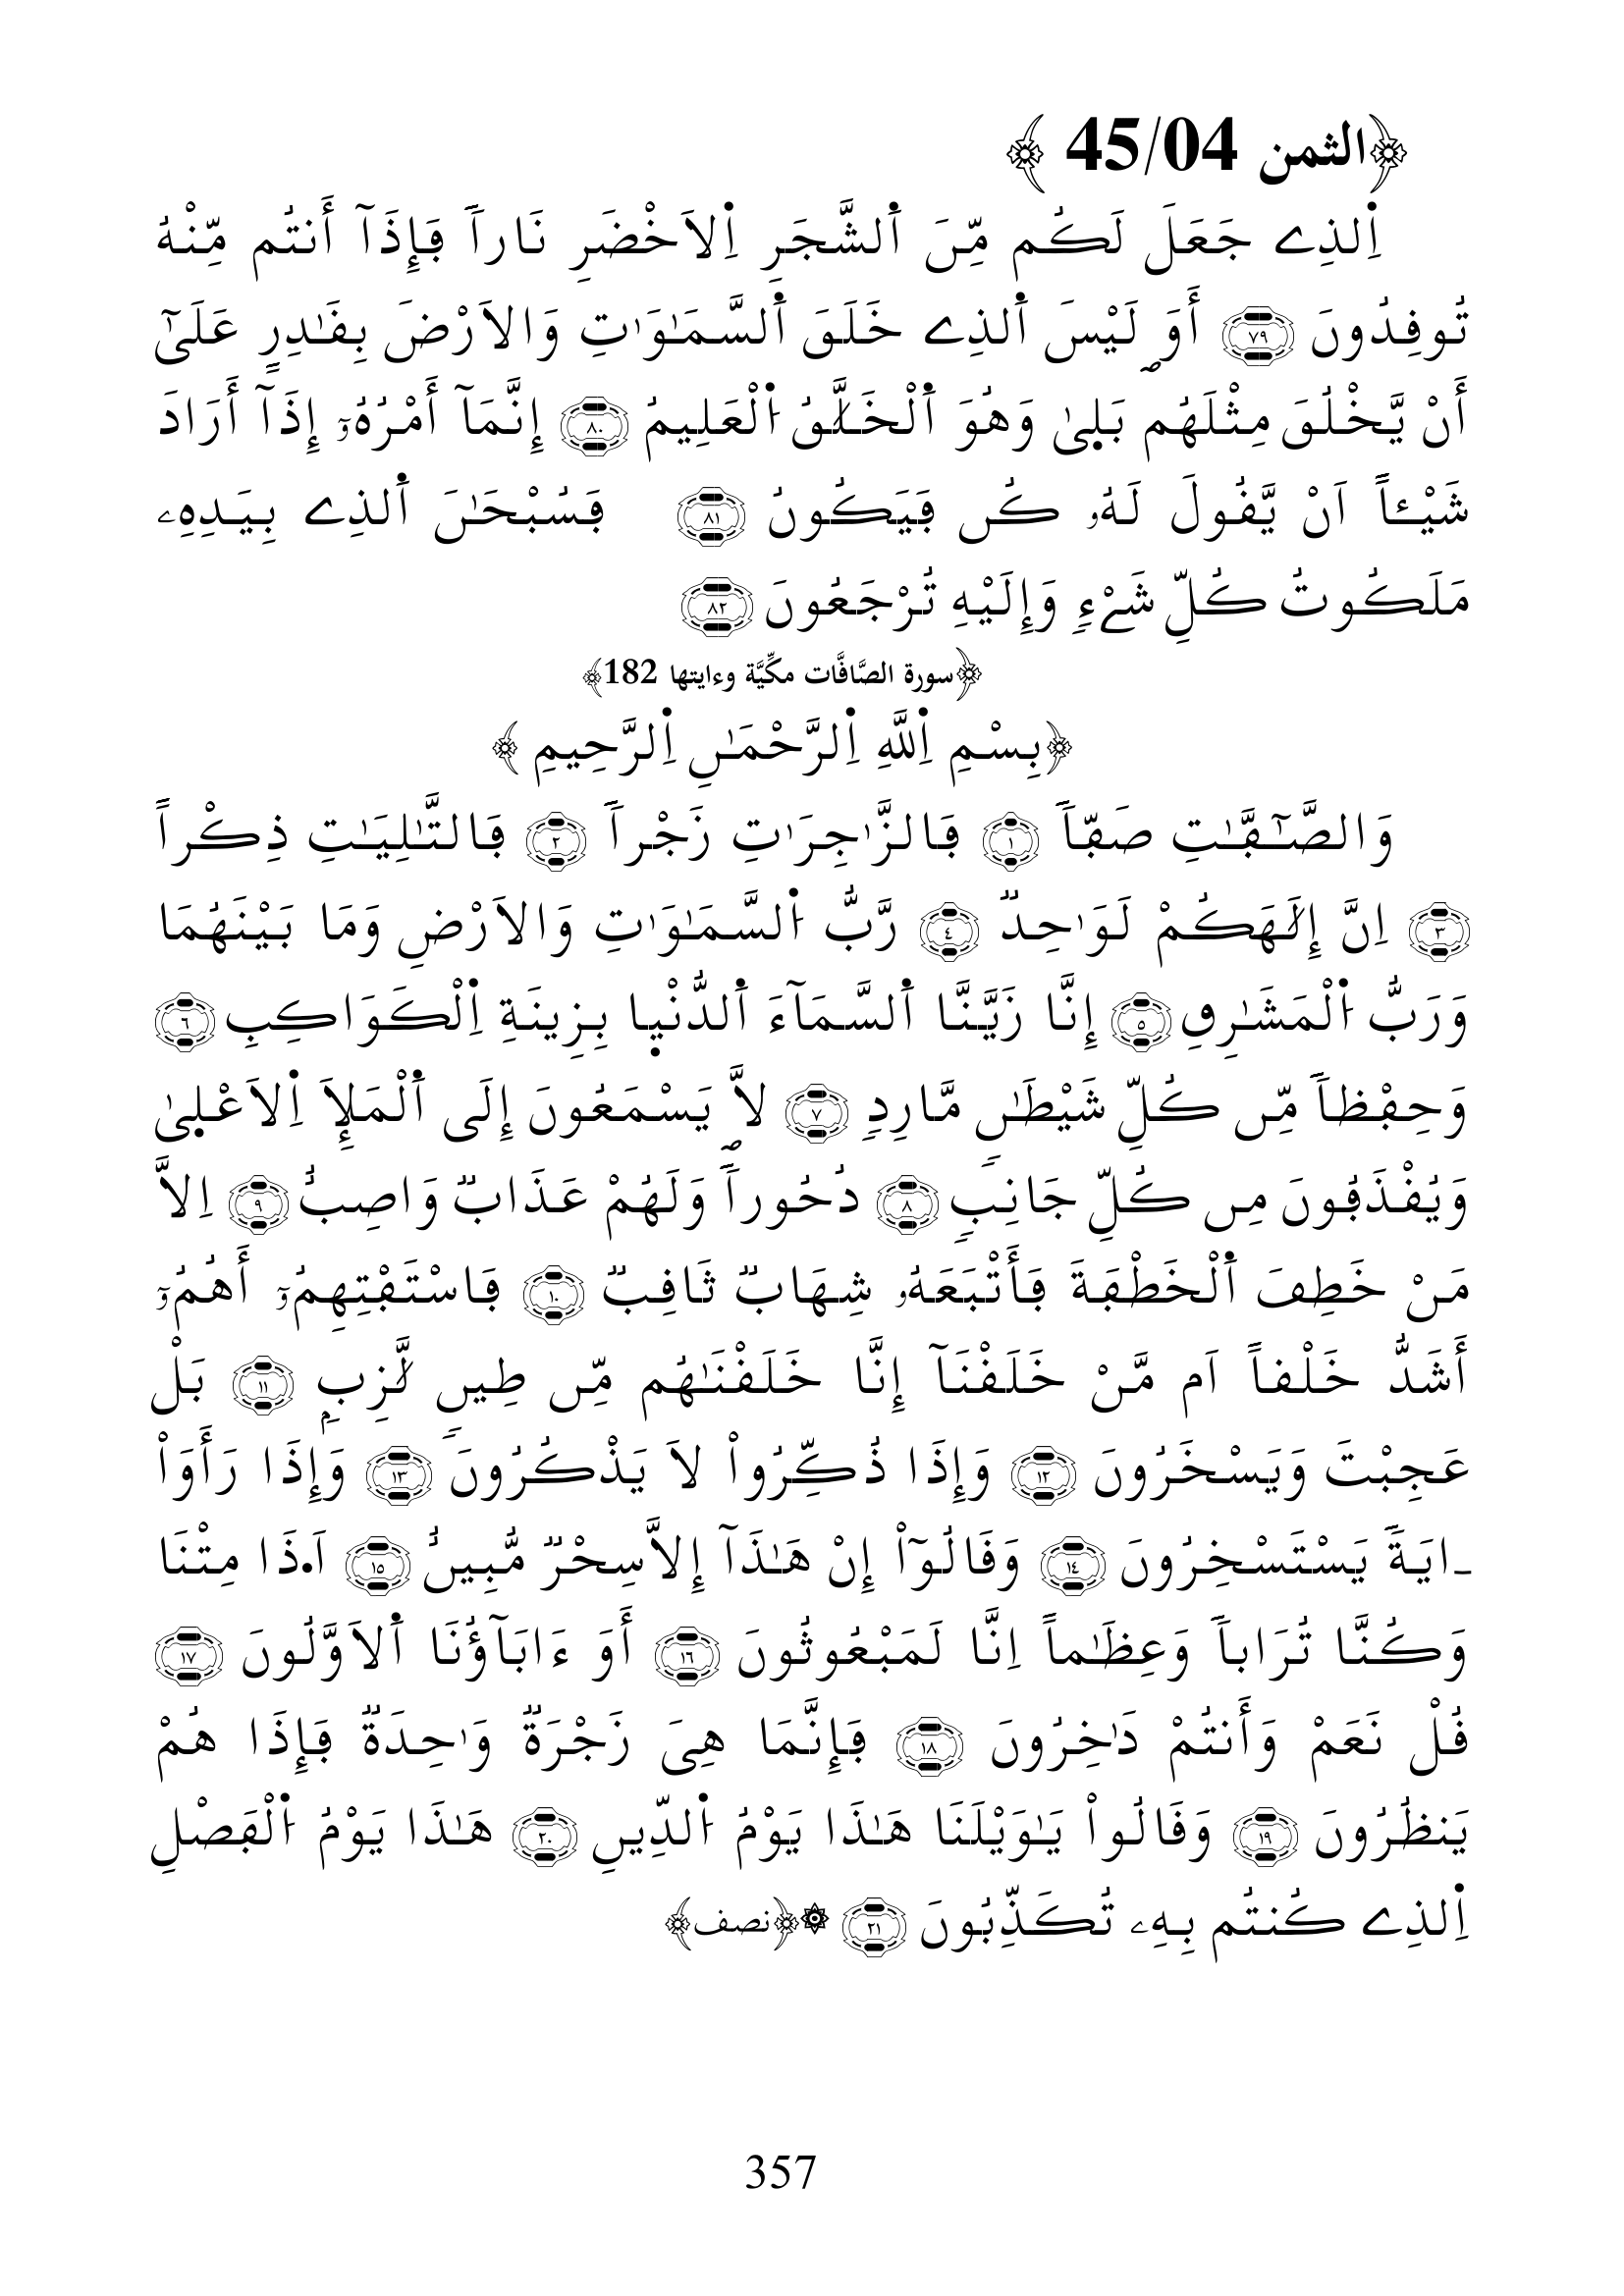 ﴿الثمن 45/04﴾
اِ۬لذِے جَعَلَ لَكُم مِّنَ اَ۬لشَّجَرِ اِ۬لاَخْضَرِ نَاراٗ فَإِذَآ أَنتُم مِّنْهُ
تُوقِدُونَۖ ٧٩ أَوَلَيْسَ اَ۬لذِے خَلَقَ اَ۬لسَّمَٰوَٰتِ وَالَارْضَ بِقَٰدِرٍ عَلَىٰٓ
أَنْ يَّخْلُقَ مِثْلَهُم بَل۪ىٰ وَهُوَ اَ۬لْخَلَّٰقُ اُ۬لْعَلِيمُ ٨٠ إِنَّمَآ أَمْرُهُۥٓ إِذَآ أَرَادَ
شَيْـٔاً اَنْ يَّقُولَ لَهُۥ كُن فَيَكُونُ ٨١ فَسُبْحَٰنَ اَ۬لذِے بِيَدِهِۦ
مَلَكُوتُ كُلِّ شَےْءٖ وَإِلَيْهِ تُرْجَعُونَ ٨٢
﴿سورة الصَّافَّات مكِّيَّة وءايتها 182﴾
﴿بِسْمِ اِ۬للَّهِ اِ۬لرَّحْمَٰنِ اِ۬لرَّحِيمِ﴾
وَالصَّٰٓفَّٰتِ صَفّاٗ ١ فَالزَّٰجِرَٰتِ زَجْراٗ ٢ فَالتَّٰلِيَٰتِ ذِكْراً
٣ اِنَّ إِلَٰهَكُمْ لَوَٰحِدٞ ٤ رَّبُّ اُ۬لسَّمَٰوَٰتِ وَالَارْضِ وَمَا بَيْنَهُمَا
وَرَبُّ اُ۬لْمَشَٰرِقِ ٥ إِنَّا زَيَّنَّا اَ۬لسَّمَآءَ اَ۬لدُّنْي۪ا بِزِينَةِ اِ۬لْكَوَاكِبِ ٦
وَحِفْظاٗ مِّن كُلِّ شَيْطَٰنٖ مَّارِدٖ ٧ لَّا يَسْمَعُونَ إِلَى اَ۬لْمَلَإِ اِ۬لَاعْل۪ىٰ
وَيُقْذَفُونَ مِن كُلِّ جَانِبٖ ٨ دُحُوراٗۖ وَلَهُمْ عَذَابٞ وَاصِبٌ ٩ اِلَّا
مَنْ خَطِفَ اَ۬لْخَطْفَةَ فَأَتْبَعَهُۥ شِهَابٞ ثَاقِبٞ ١٠ فَاسْتَفْتِهِمُۥٓ أَهُمُۥٓ
أَشَدُّ خَلْقاً اَم مَّنْ خَلَقْنَآ إِنَّا خَلَقْنَٰهُم مِّن طِينٖ لَّٰزِبِۢ ١١ بَلْ
عَجِبْتَ وَيَسْخَرُونَ ١٢ وَإِذَا ذُكِّرُواْ لَا يَذْكُرُونَۖ ١٣ وَإِذَا رَأَوَاْ
ـايَةٗ يَسْتَسْخِرُونَ ١٤ وَقَالُوٓاْ إِنْ هَٰذَآ إِلَّا سِحْرٞ مُّبِينٌ ١٥ اَ.ذَا مِتْنَا
وَكُنَّا تُرَاباٗ وَعِظَٰماً اِنَّا لَمَبْعُوثُونَ ١٦ أَوَ ءَابَآؤُنَا اَ۬لَاوَّلُونَ ١٧
قُلْ نَعَمْ وَأَنتُمْ دَٰخِرُونَ ١٨ فَإِنَّمَا هِىَ زَجْرَةٞ وَٰحِدَةٞ فَإِذَا هُمْ
يَنظُرُونَ ١٩ وَقَالُواْ يَٰوَيْلَنَا هَٰذَا يَوْمُ اُ۬لدِّينِ ٢٠ هَٰذَا يَوْمُ اُ۬لْفَصْلِ
اِ۬لذِے كُنتُم بِهِۦ تُكَذِّبُونَ ٢١ ۞﴿نصف﴾
357